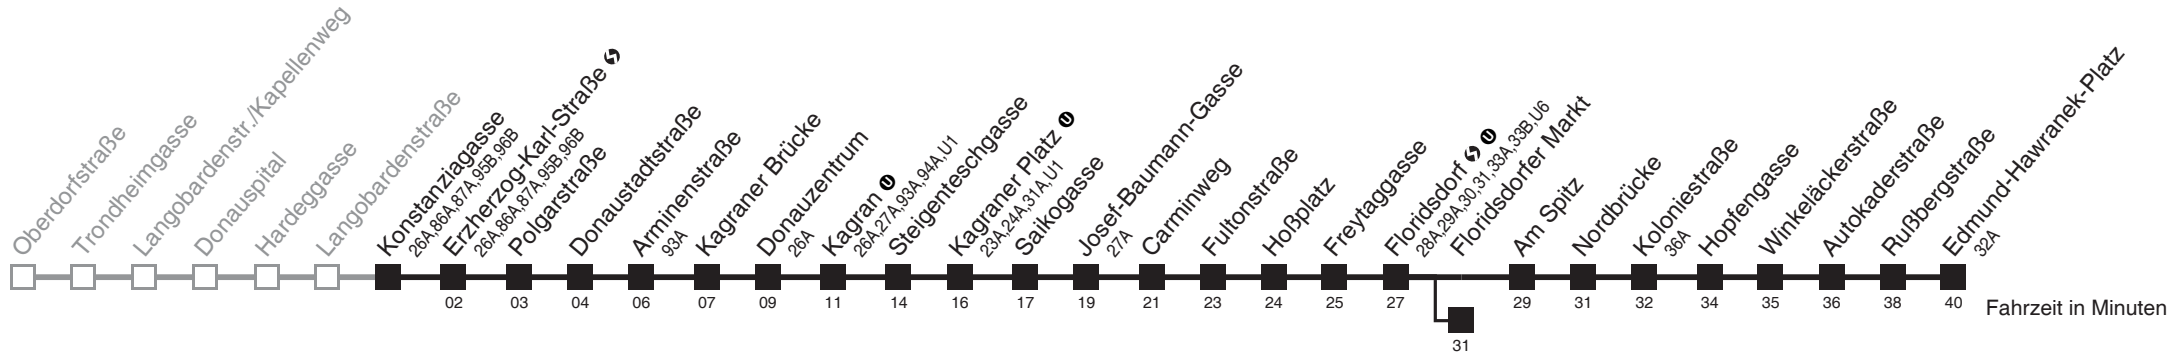 Oberdorfstraße
Trondheimgasse
Langobardenstr./Kapellenweg
Donauspital
Hardeggasse
Langobardenstraße
Konstanziagasse
26A,86A,87A,95B,96B
Erzherzog-Karl-Straße
26A,86A,87A,95B,96B
Polgarstraße
Donaustadtstraße
Arminenstraße
93A
Kagraner Brücke
Donauzentrum
26A
Kagran U
26A,27A,93A,94A,U1
Steigenteschgasse
Kagraner Platz U
23A,24A,31A,U1
Saikogasse
Josef-Baumann-Gasse
27A
Carminweg
Fultonstraße
Hoßplatz
Freytaggasse
Floridsdorf U
28A,29A,30,31,33A,33B,U6
Floridsdorfer Markt
Am Spitz
Nordbrücke
Koloniestraße
36A
Hopfengasse
Winkeläckerstraße
Autokaderstraße
Rußbergstraße
Edmund-Hawranek-Platz
32A
02 03 04 06 07 09 11 14 16 17 19 21 23 24 25 27 29 31 32 34 35 36 38 40 Fahrzeit in Minuten
31